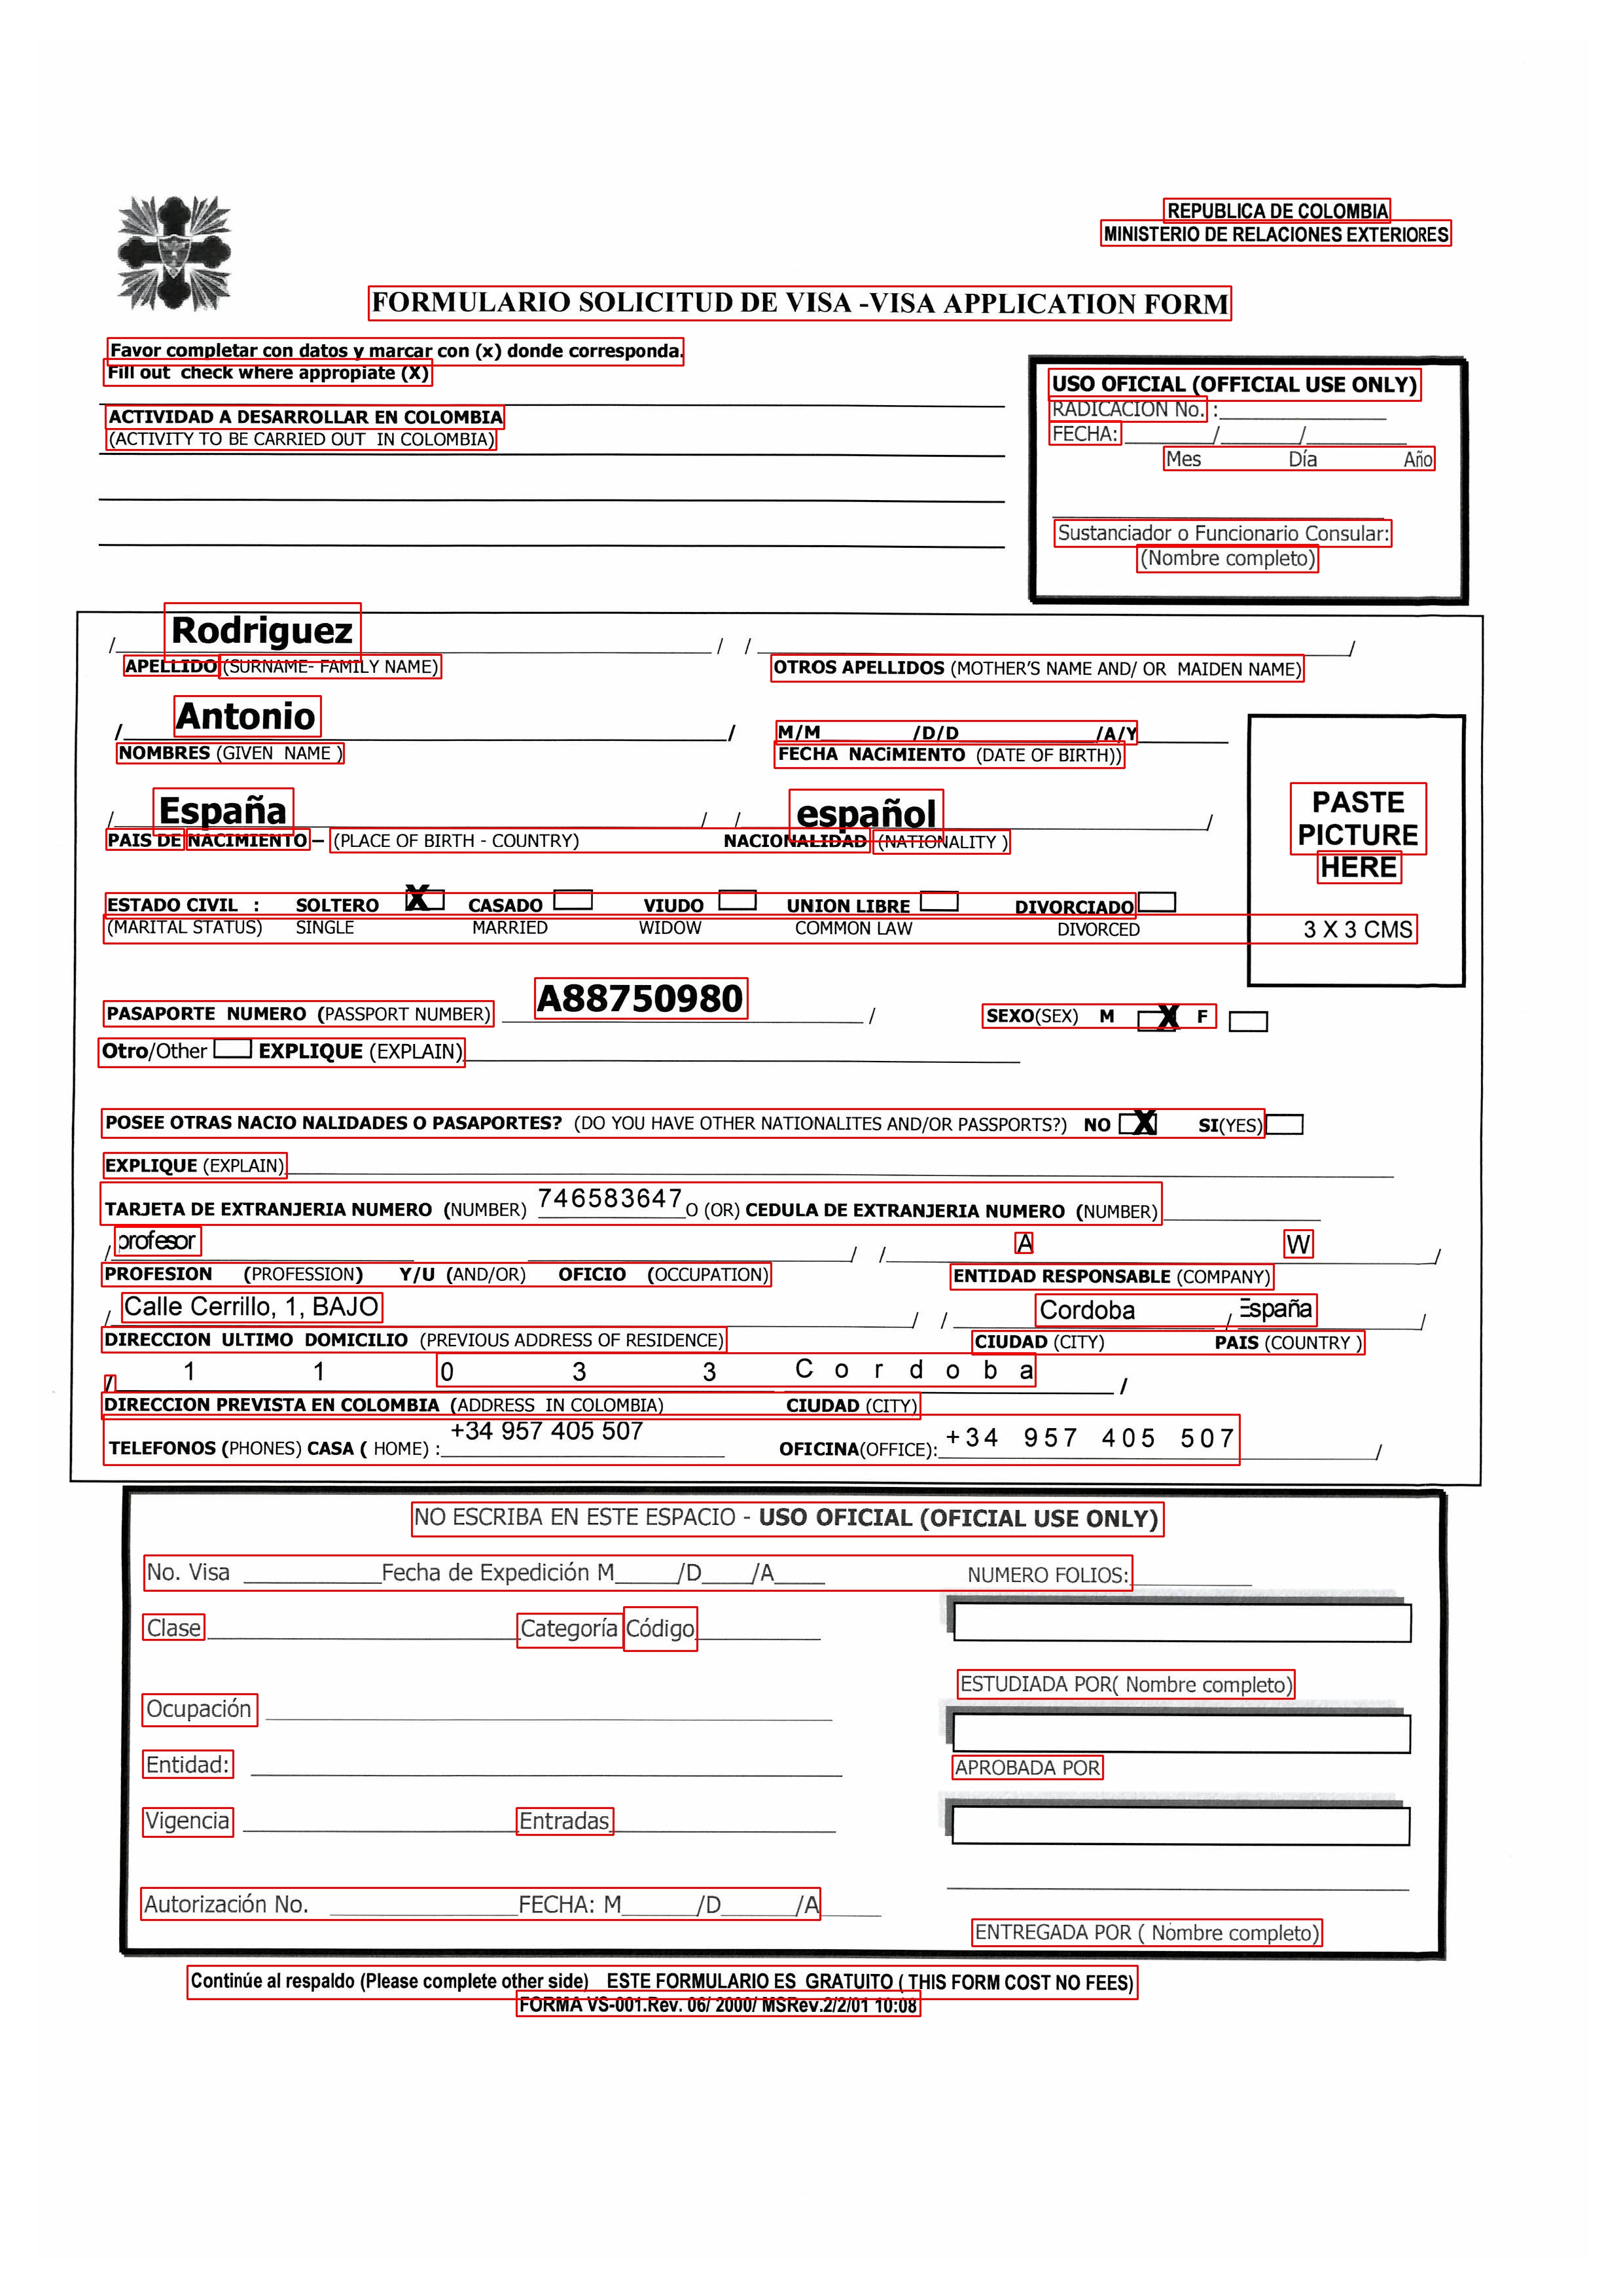 REPUBLICA DE COLOMBIA
MINISTERIO DE RELACIONES EXTERIORES
FORMULARIO SOLICITUD DE VISA -VISA APPLICATION FORM
Favor completar con datos y marcar con (x) donde corresponda.
Fill out check where appropiate (X)
USO OFICIAL (OFFICIAL USE ONLY)
RADICACION No. :
FECHA: / /
Mes Día Año
ACTIVIDAD A DESARROLLAR EN COLOMBIA
(ACTIVITY TO BE CARRIED OUT IN COLOMBIA)
Sustanciador o Funcionario Consular:
(Nombre completo)
/ Rodriguez / / /
APELLIDO (SURNAME- FAMILY NAME) OTROS APELLIDOS (MOTHER'S NAME AND/ OR MAIDEN NAME)
/ Antonio / M/M /D/D /A/Y
NOMBRES (GIVEN NAME ) FECHA NACiMIENTO (DATE OF BIRTH))
/ España / / español /
PAIS DE NACIMIENTO – (PLACE OF BIRTH - COUNTRY) NACIONALIDAD (NATIONALITY )
PASTE
PICTURE
HERE
3 X 3 CMS
ESTADO CIVIL : SOLTERO X CASADO VIUDO UNION LIBRE DIVORCIADO
(MARITAL STATUS) SINGLE MARRIED WIDOW COMMON LAW DIVORCED
PASAPORTE NUMERO (PASSPORT NUMBER) A88750980 / SEXO(SEX) M X F
Otro/Other EXPLIQUE (EXPLAIN)
POSEE OTRAS NACIO NALIDADES O PASAPORTES? (DO YOU HAVE OTHER NATIONALITES AND/OR PASSPORTS?) NO X SI(YES)
EXPLIQUE (EXPLAIN)
TARJETA DE EXTRANJERIA NUMERO (NUMBER) 746583647 O (OR) CEDULA DE EXTRANJERIA NUMERO (NUMBER)
/ profesor / / A W /
PROFESION (PROFESSION) Y/U (AND/OR) OFICIO (OCCUPATION) ENTIDAD RESPONSABLE (COMPANY)
/ Calle Cerrillo, 1, BAJO / / Cordoba / España /
DIRECCION ULTIMO DOMICILIO (PREVIOUS ADDRESS OF RESIDENCE) CIUDAD (CITY) PAIS (COUNTRY )
/ 1 1 0 3 3 C o r d o b a /
DIRECCION PREVISTA EN COLOMBIA (ADDRESS IN COLOMBIA) CIUDAD (CITY)
TELEFONOS (PHONES) CASA ( HOME) : +34 957 405 507 OFICINA(OFFICE): +34 957 405 507 /
NO ESCRIBA EN ESTE ESPACIO - USO OFICIAL (OFICIAL USE ONLY)
No. Visa Fecha de Expedición M /D /A NUMERO FOLIOS:
Clase Categoría Código
ESTUDIADA POR( Nombre completo)
Ocupación
Entidad: APROBADA POR
Vigencia Entradas
Autorización No. FECHA: M /D /A
ENTREGADA POR ( Nombre completo)
Continúe al respaldo (Please complete other side) ESTE FORMULARIO ES GRATUITO ( THIS FORM COST NO FEES)
FORMA VS-001.Rev. 06/ 2000/ MSRev.2/2/01 10:08